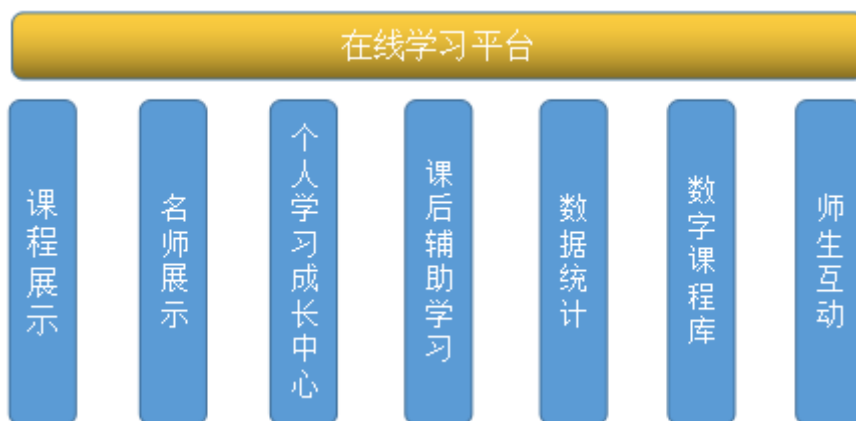 在线学习平台
课程展示
名师展示
个人学习成长中心
课后辅助学习
数据统计
数字课程库
师生互动